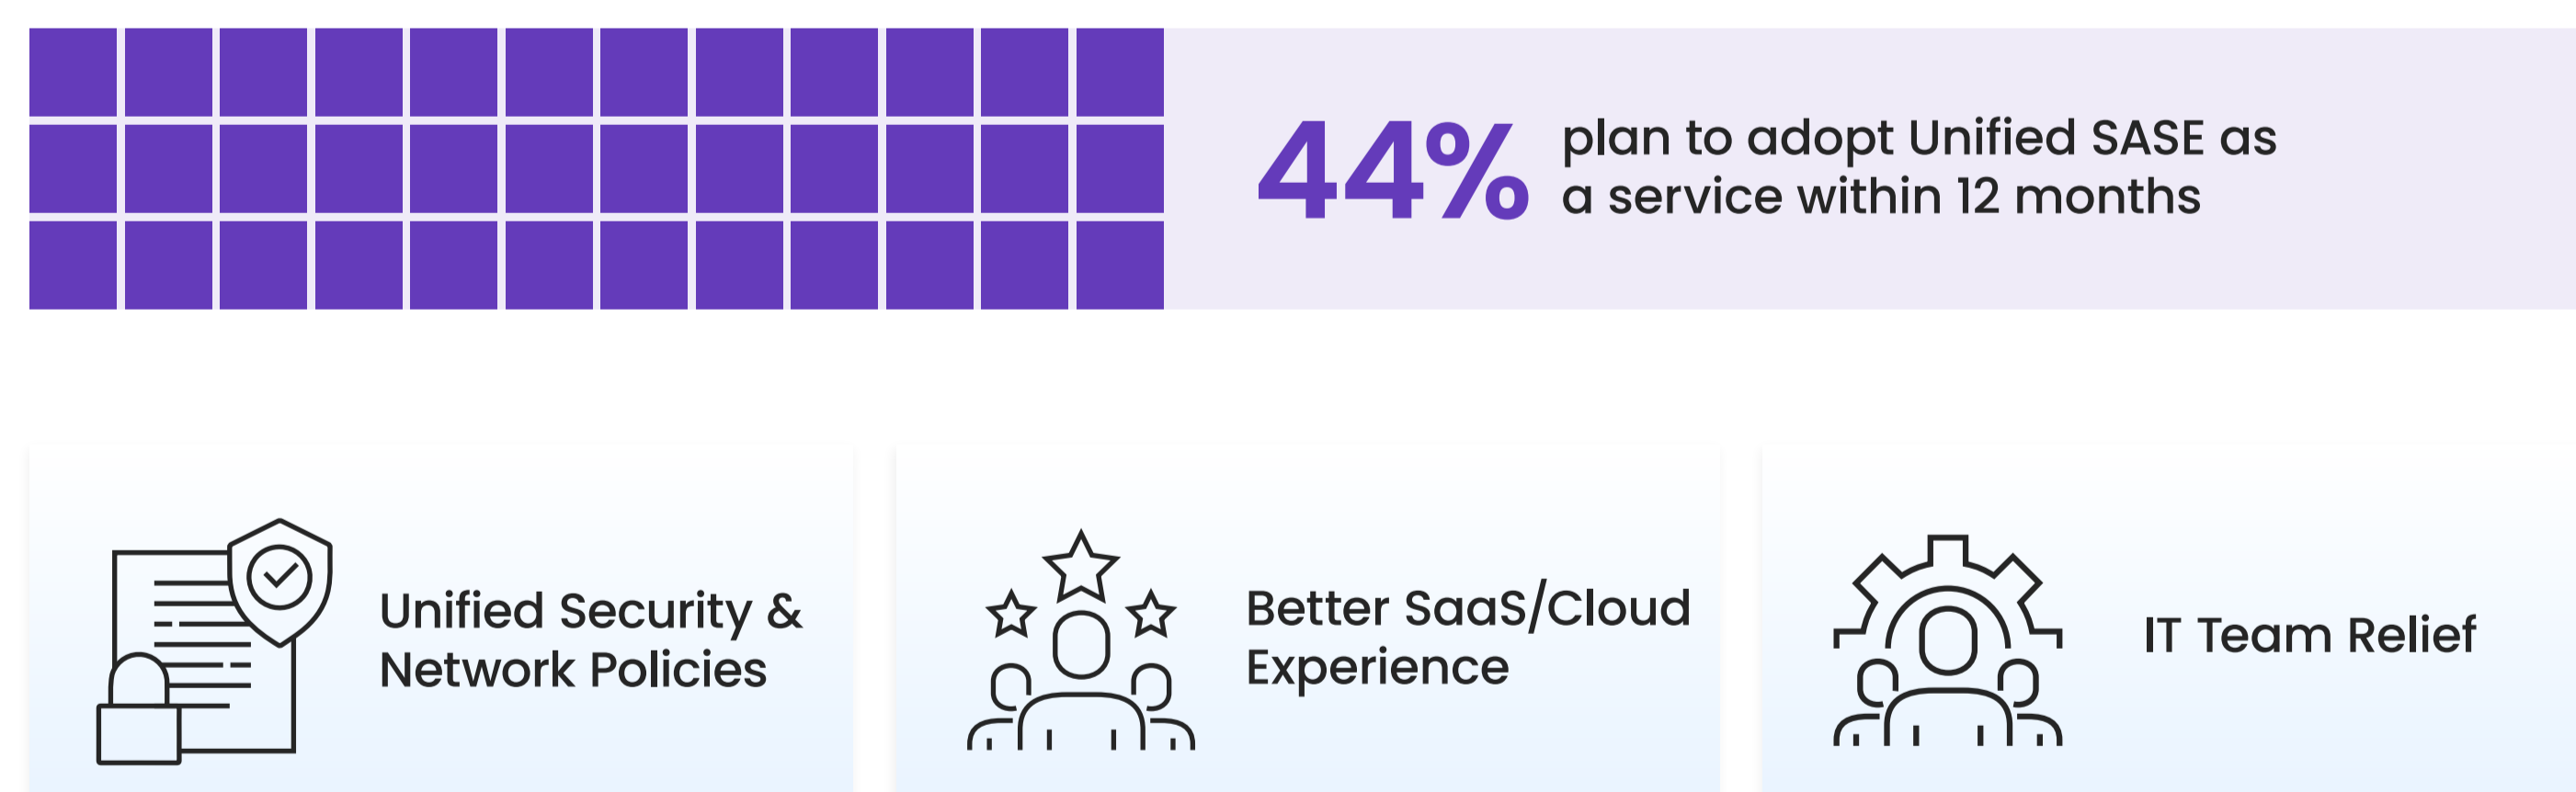 44%
plan to adopt Unified SASE as
a service within 12 months
Unified Security &
Network Policies
Better SaaS/Cloud
Experience
IT Team Relief